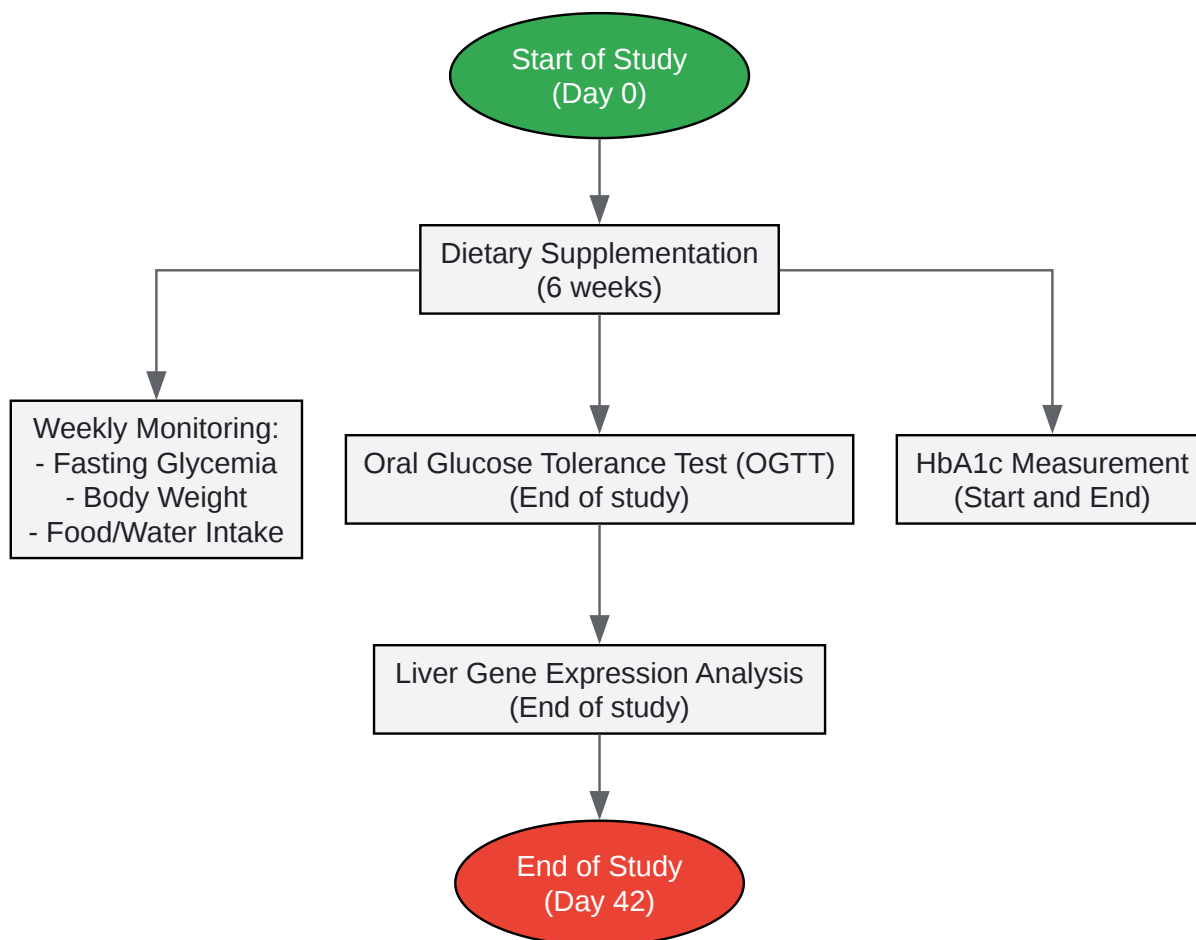 Start of Study
(Day 0)
Dietary Supplementation
(6 weeks)
Weekly Monitoring:
- Fasting Glycemia
- Body Weight
- Food/Water Intake
Oral Glucose Tolerance Test (OGTT)
(End of study)
HbA1c Measurement
(Start and End)
Liver Gene Expression Analysis
(End of study)
End of Study
(Day 42)